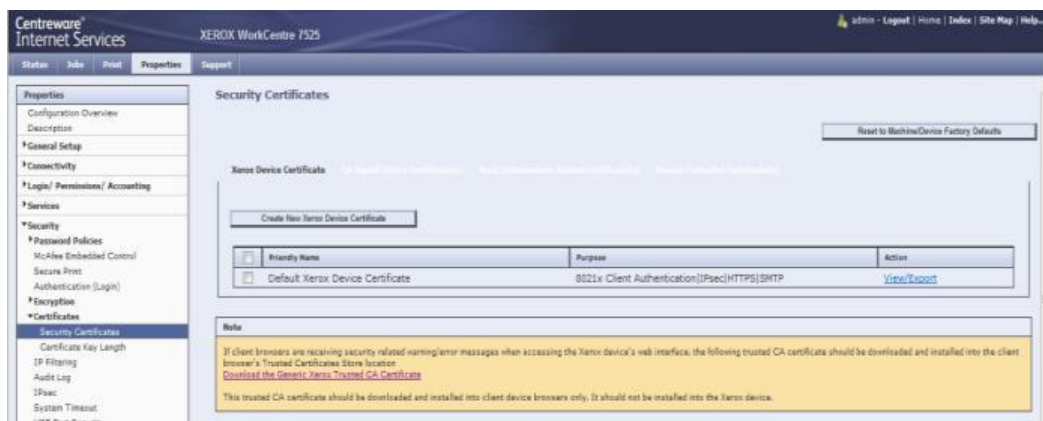 Centreware®
Internet Services
XEROX WorkCentre 7525
admin - Logout | Home | Index | Site Map | Help..
Status Jobs Print Properties Support
Properties
Configuration Overview
Description
General Setup
Connectivity
Login/ Permissions/ Accounting
Services
Security
Password Policies
McAfee Embedded Control
Secure Print
Authentication (Login)
Encryption
Certificates
Security Certificates
Certificate Key Length
IP Filtering
Audit Log
IPsec
System Timeout
Security Certificates
Reset to Machine/Device Factory Defaults
Xerox Device Certificate
Create New Xerox Device Certificate
Friendly Name Purpose Action
Default Xerox Device Certificate 8021x Client Authentication|IPsec|HTTPS|SMTP View/Export
Note
If client browsers are receiving security related warning/error messages when accessing the Xerox device's web interface, the following trusted CA certificate should be downloaded and installed into the client
browser's Trusted Certificates Store location
Download the Generic Xerox Trusted CA Certificate
This trusted CA certificate should be downloaded and installed into client device browsers only. It should not be installed into the Xerox device.